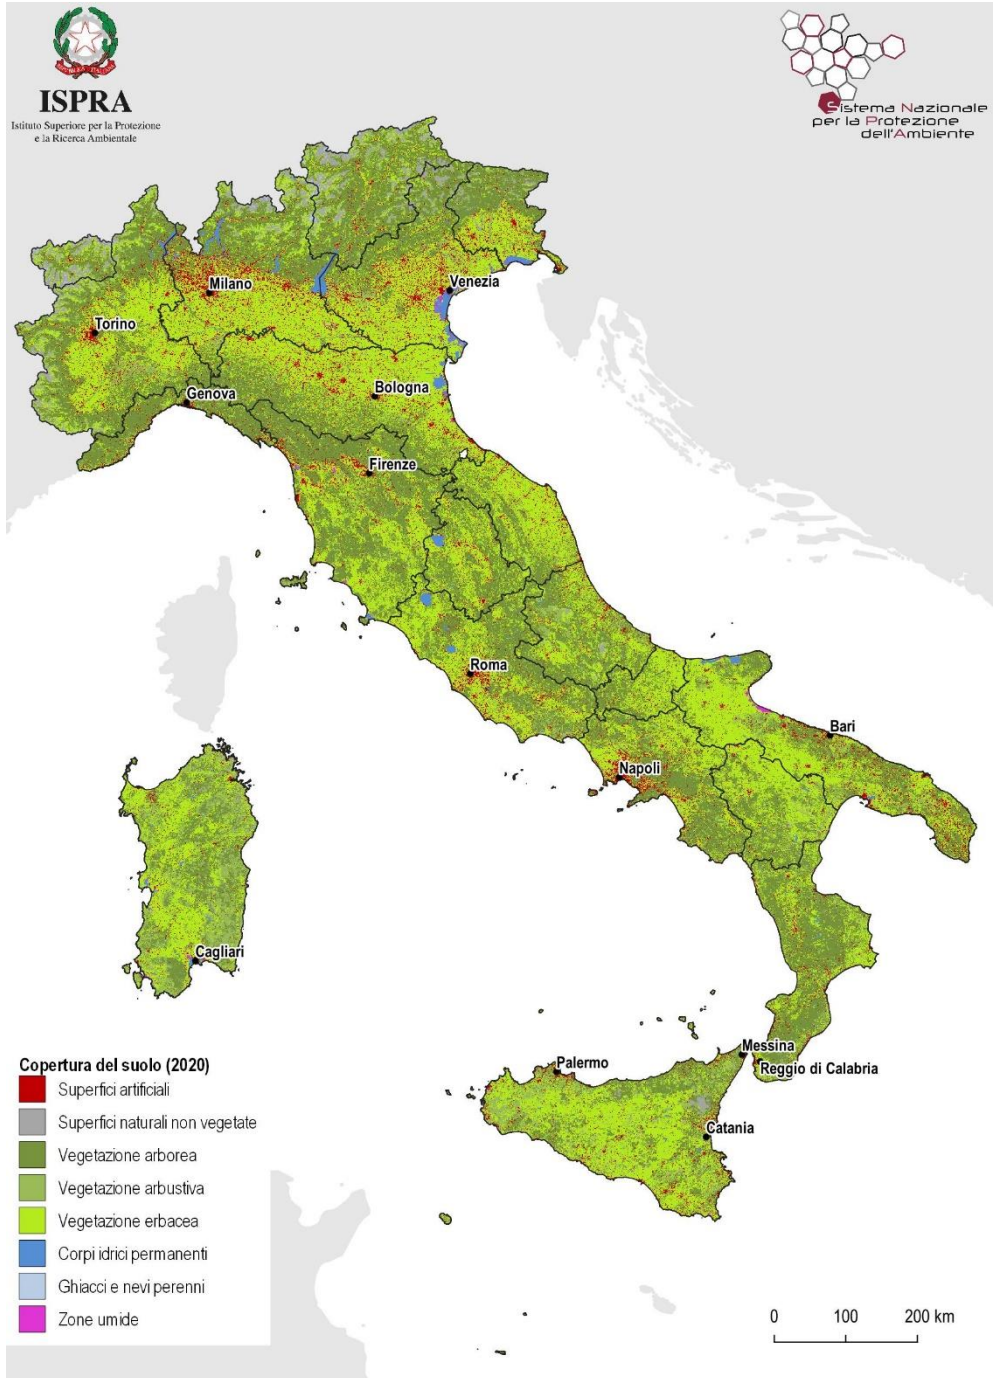 ISPRA
Istituto Superiore per la Protezione
e la Ricerca Ambientale
Sistema Nazionale
per la Protezione
dell'Ambiente
Milano
Venezia
Torino
Genova
Bologna
Firenze
Roma
Bari
Napoli
Cagliari
Messina
Palermo
Reggio di Calabria
Catania
Copertura del suolo (2020)
Superfici artificiali
Superfici naturali non vegetate
Vegetazione arborea
Vegetazione arbustiva
Vegetazione erbacea
Corpi idrici permanenti
Ghiacci e nevi perenni
Zone umide
0 100 200 km